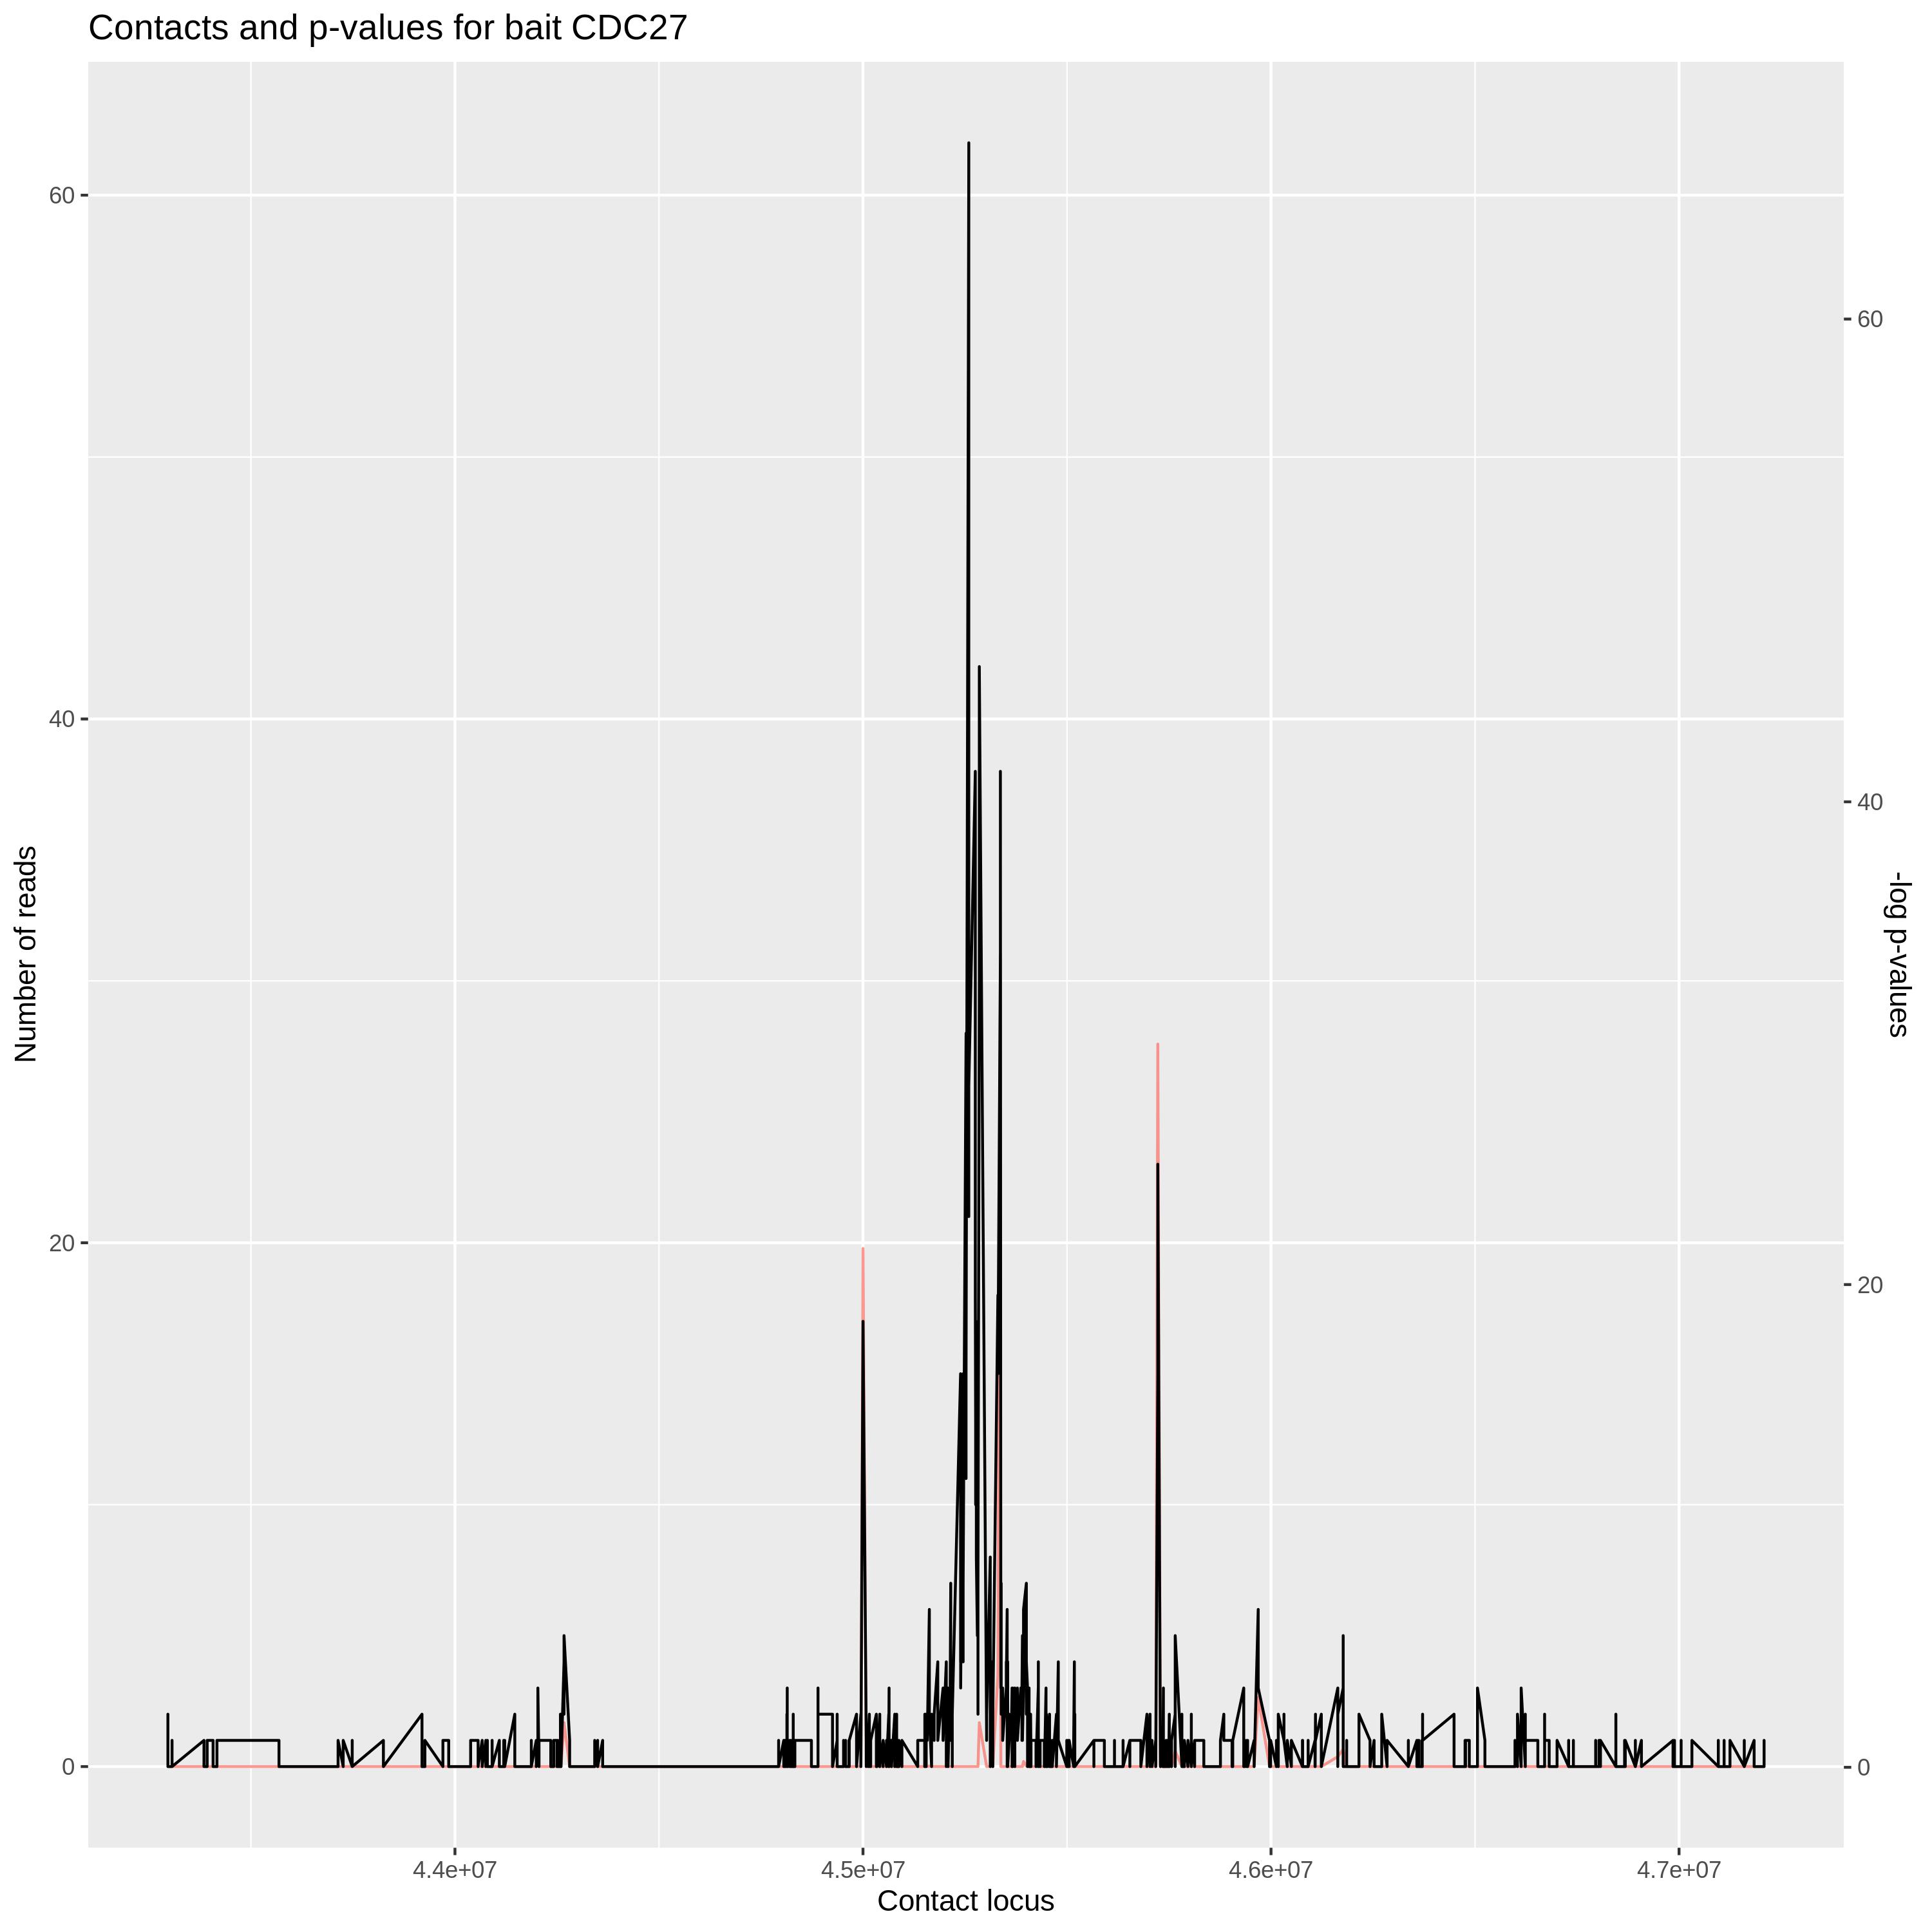 Contacts and p-values for bait CDC27
60
40
20
0
Number of reads
60
40
20
0
-log p-values
4.4e+07
4.5e+07
4.6e+07
4.7e+07
Contact locus